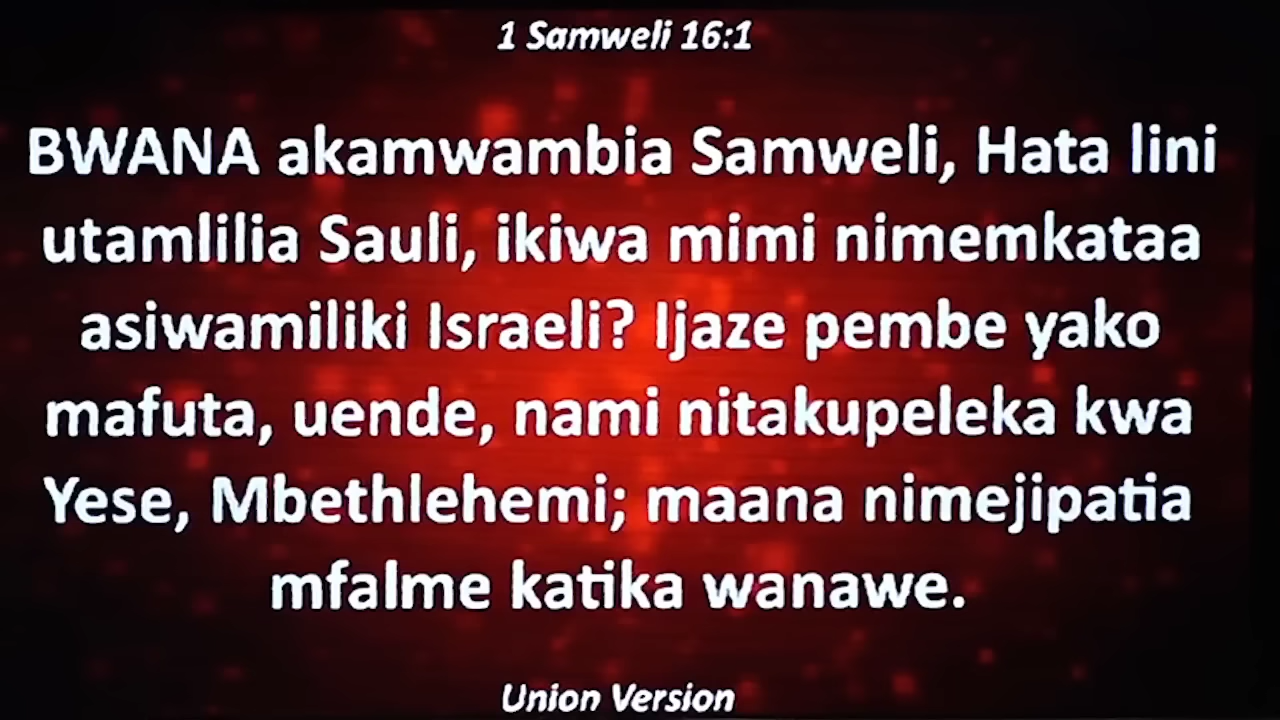 1 Samweli 16:1
BWANA akamwambia Samweli, Hata lini
utamlilia Sauli, ikiwa mimi nimemkataa
asiwamiliki Israeli? Ijaze pembe yako
mafuta, uende, nami nitakupeleka kwa
Yese, Mbethlehemi; maana nimejipatia
mfalme katika wanawe.
Union Version